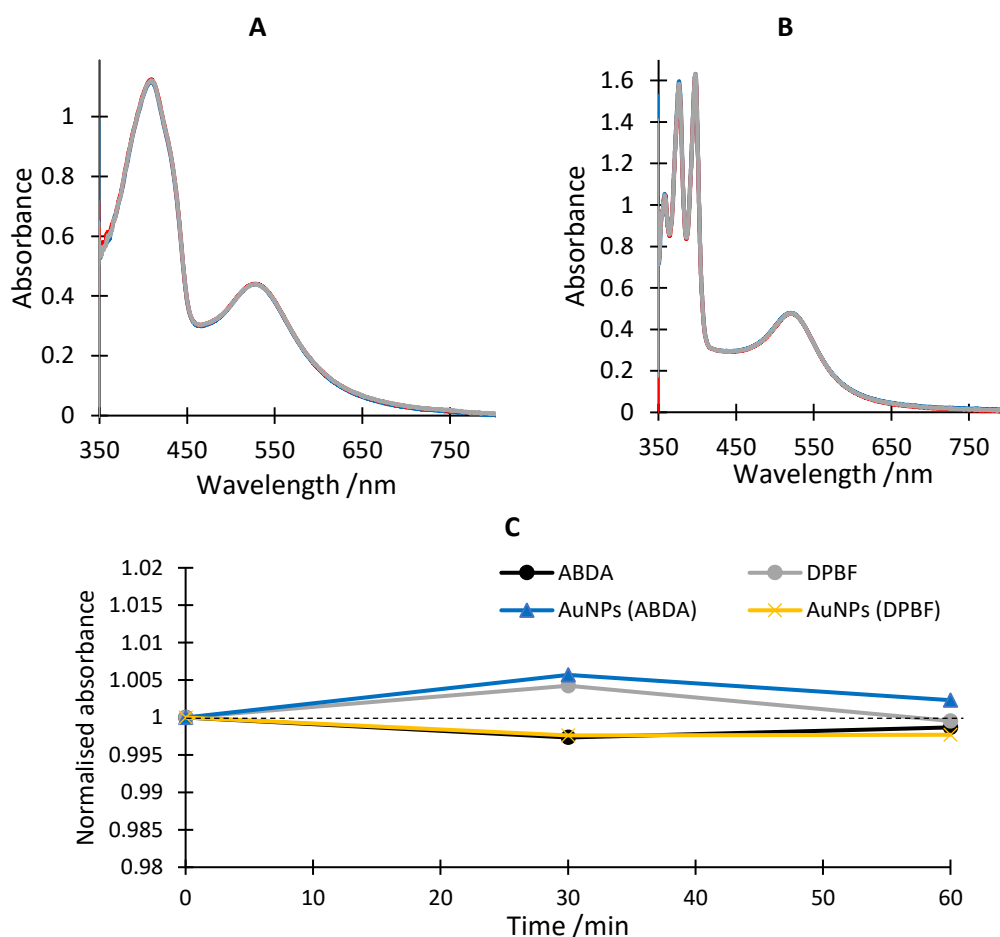 A
Absorbance
1
0.8
0.6
0.4
0.2
0
350 450 550 650 750
Wavelength /nm
B
Absorbance
1.6
1.4
1.2
1
0.8
0.6
0.4
0.2
0
350 450 550 650 750
Wavelength /nm
C
Normalised absorbance
1.02
1.015
1.01
1.005
1
0.995
0.99
0.985
0.98
ABDA DPBF
AuNPs (ABDA) AuNPs (DPBF)
0 10 20 30 40 50 60
Time /min